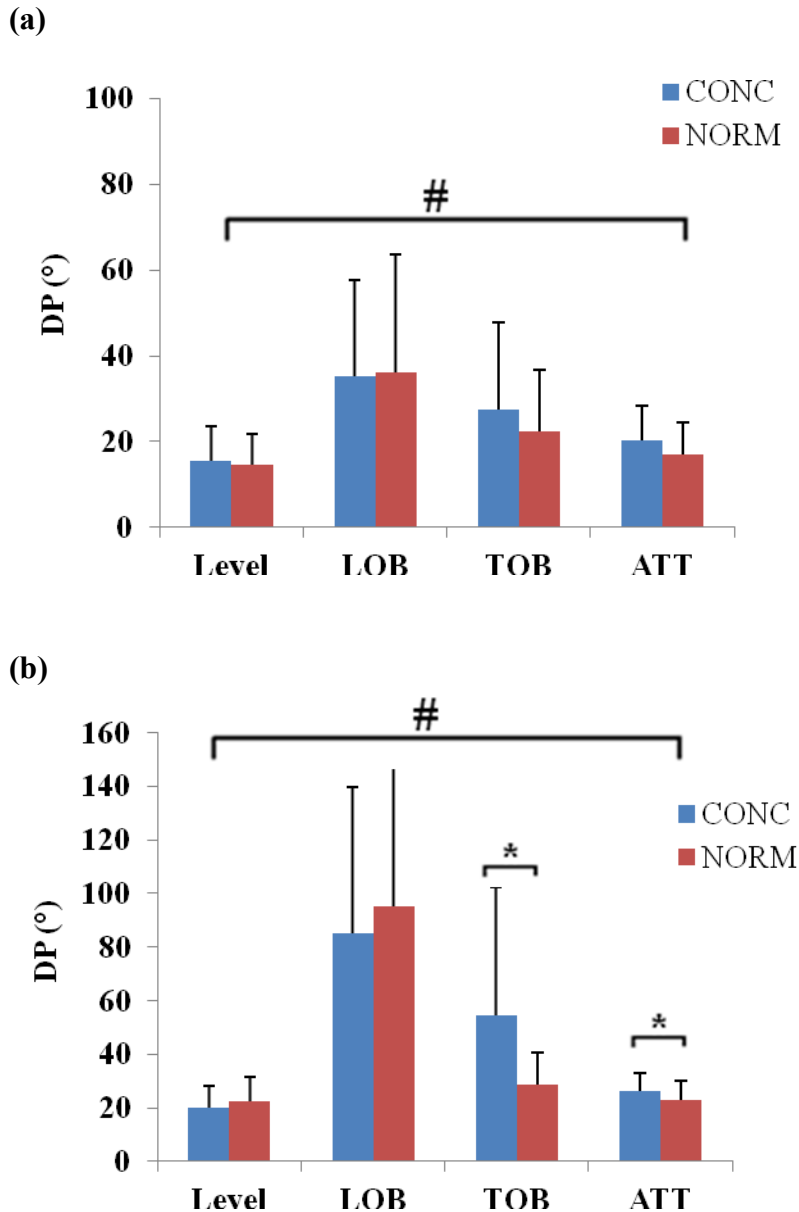 (a)
100
80
60
40
20
0
DP (°)
CONC
NORM
#
Level LOB TOB ATT
(b)
160
140
120
100
80
60
40
20
0
DP (°)
CONC
NORM
#
*
*
Level LOB TOB ATT